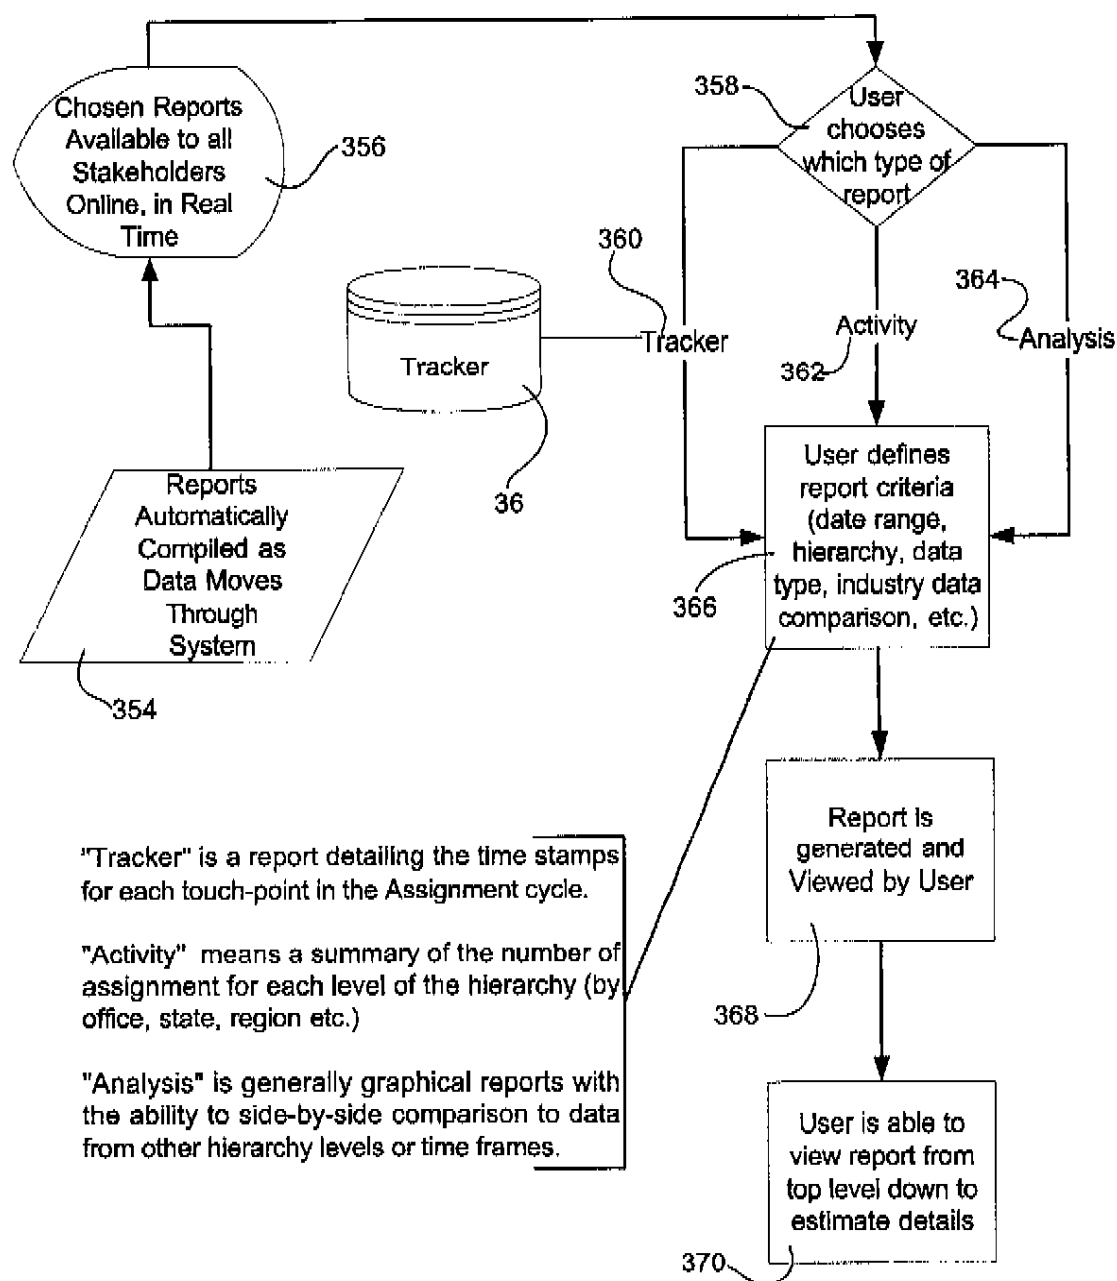 Chosen Reports
Available to all
Stakeholders
Online, in Real
Time
356
358
User
chooses
which type of
report
360
Tracker
364
Analysis
Activity
362
Tracker
36
Reports
Automatically
Compiled as
Data Moves
Through
System
354
User defines
report criteria
(date range,
hierarchy, data
type, industry data
comparison, etc.)
366
Report is
generated and
Viewed by User
368
"Tracker" is a report detailing the time stamps
for each touch-point in the Assignment cycle.
"Activity" means a summary of the number of
assignment for each level of the hierarchy (by
office, state, region etc.)
"Analysis" is generally graphical reports with
the ability to side-by-side comparison to data
from other hierarchy levels or time frames.
User is able to
view report from
top level down to
estimate details
370